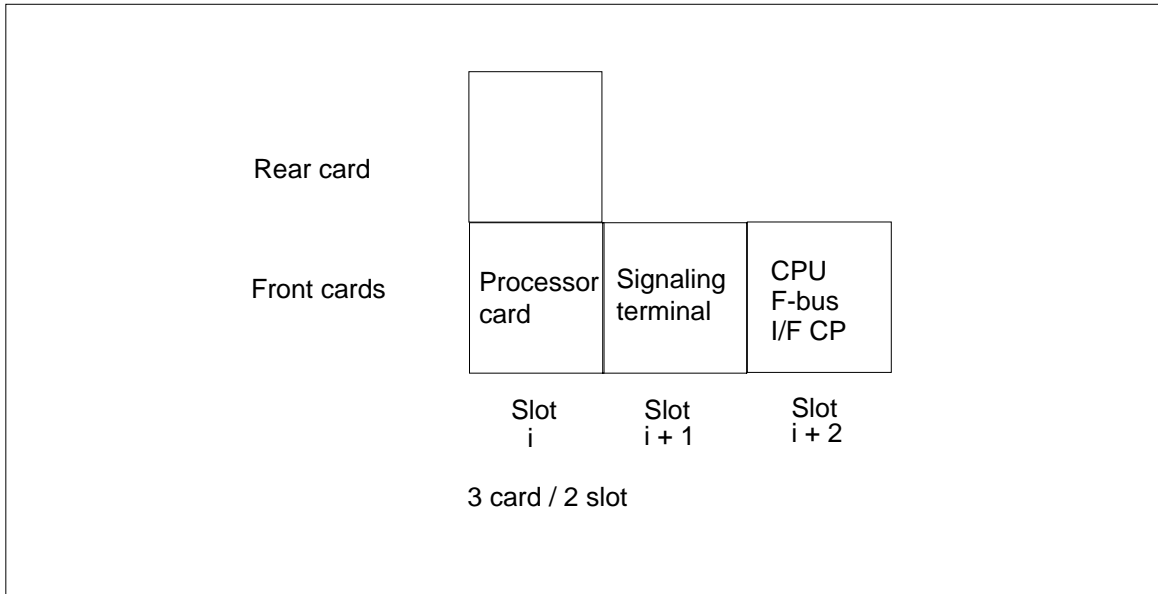 Rear card
Front cards
Processor
card
Signaling
terminal
CPU
F-bus
I/F CP
Slot
i
Slot
i + 1
Slot
i + 2
3 card / 2 slot